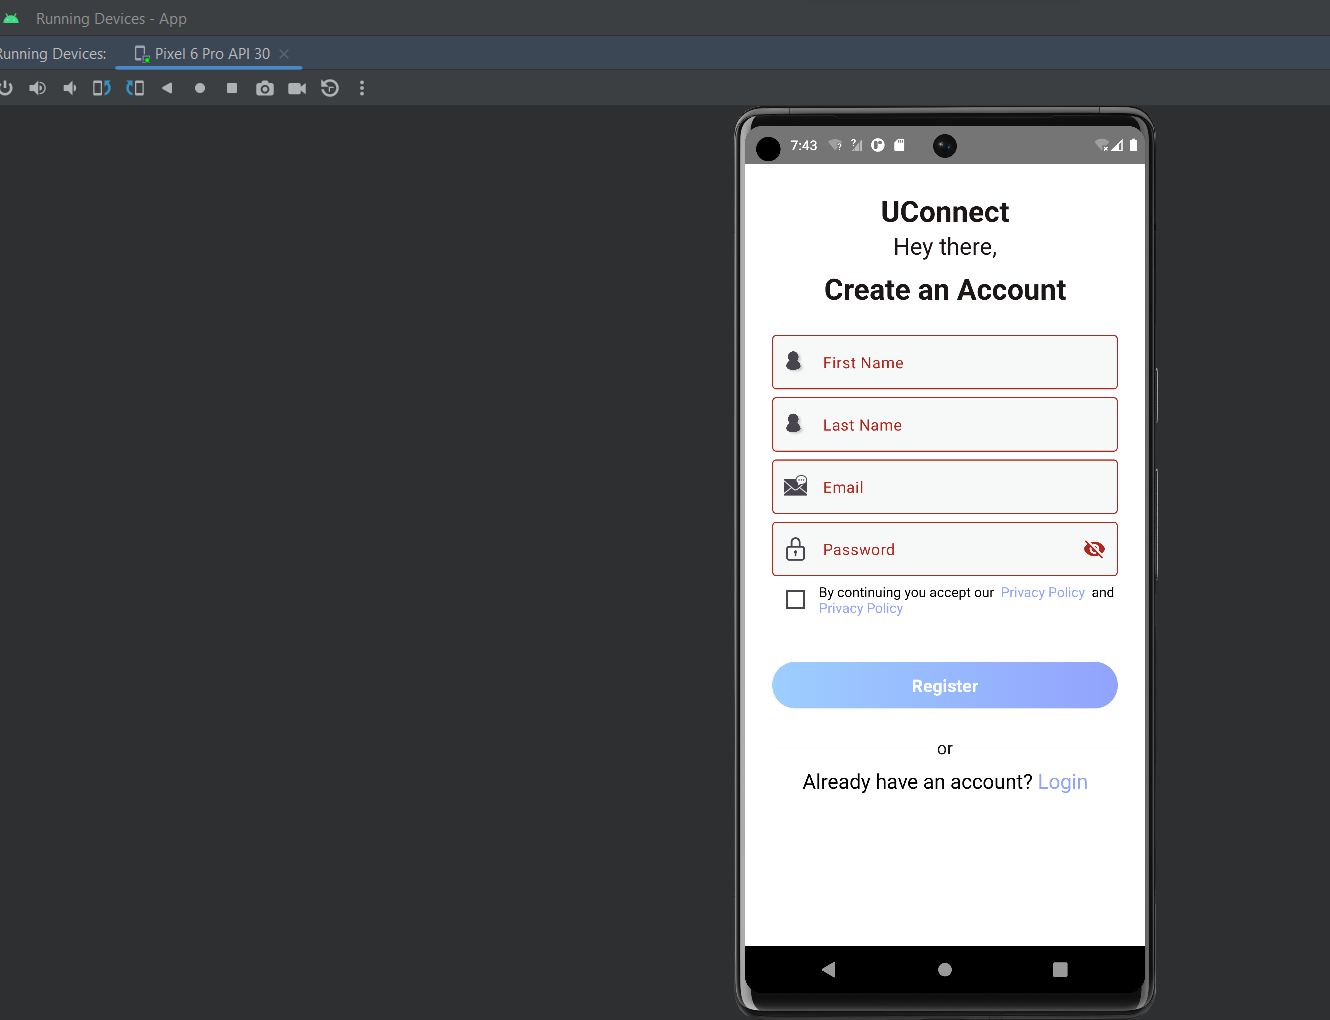 Running Devices - App
Running Devices:
Pixel 6 Pro API 30
7:43
UConnect
Hey there,
Create an Account
First Name
Last Name
Email
Password
By continuing you accept our Privacy Policy and
Privacy Policy
Register
or
Already have an account? Login